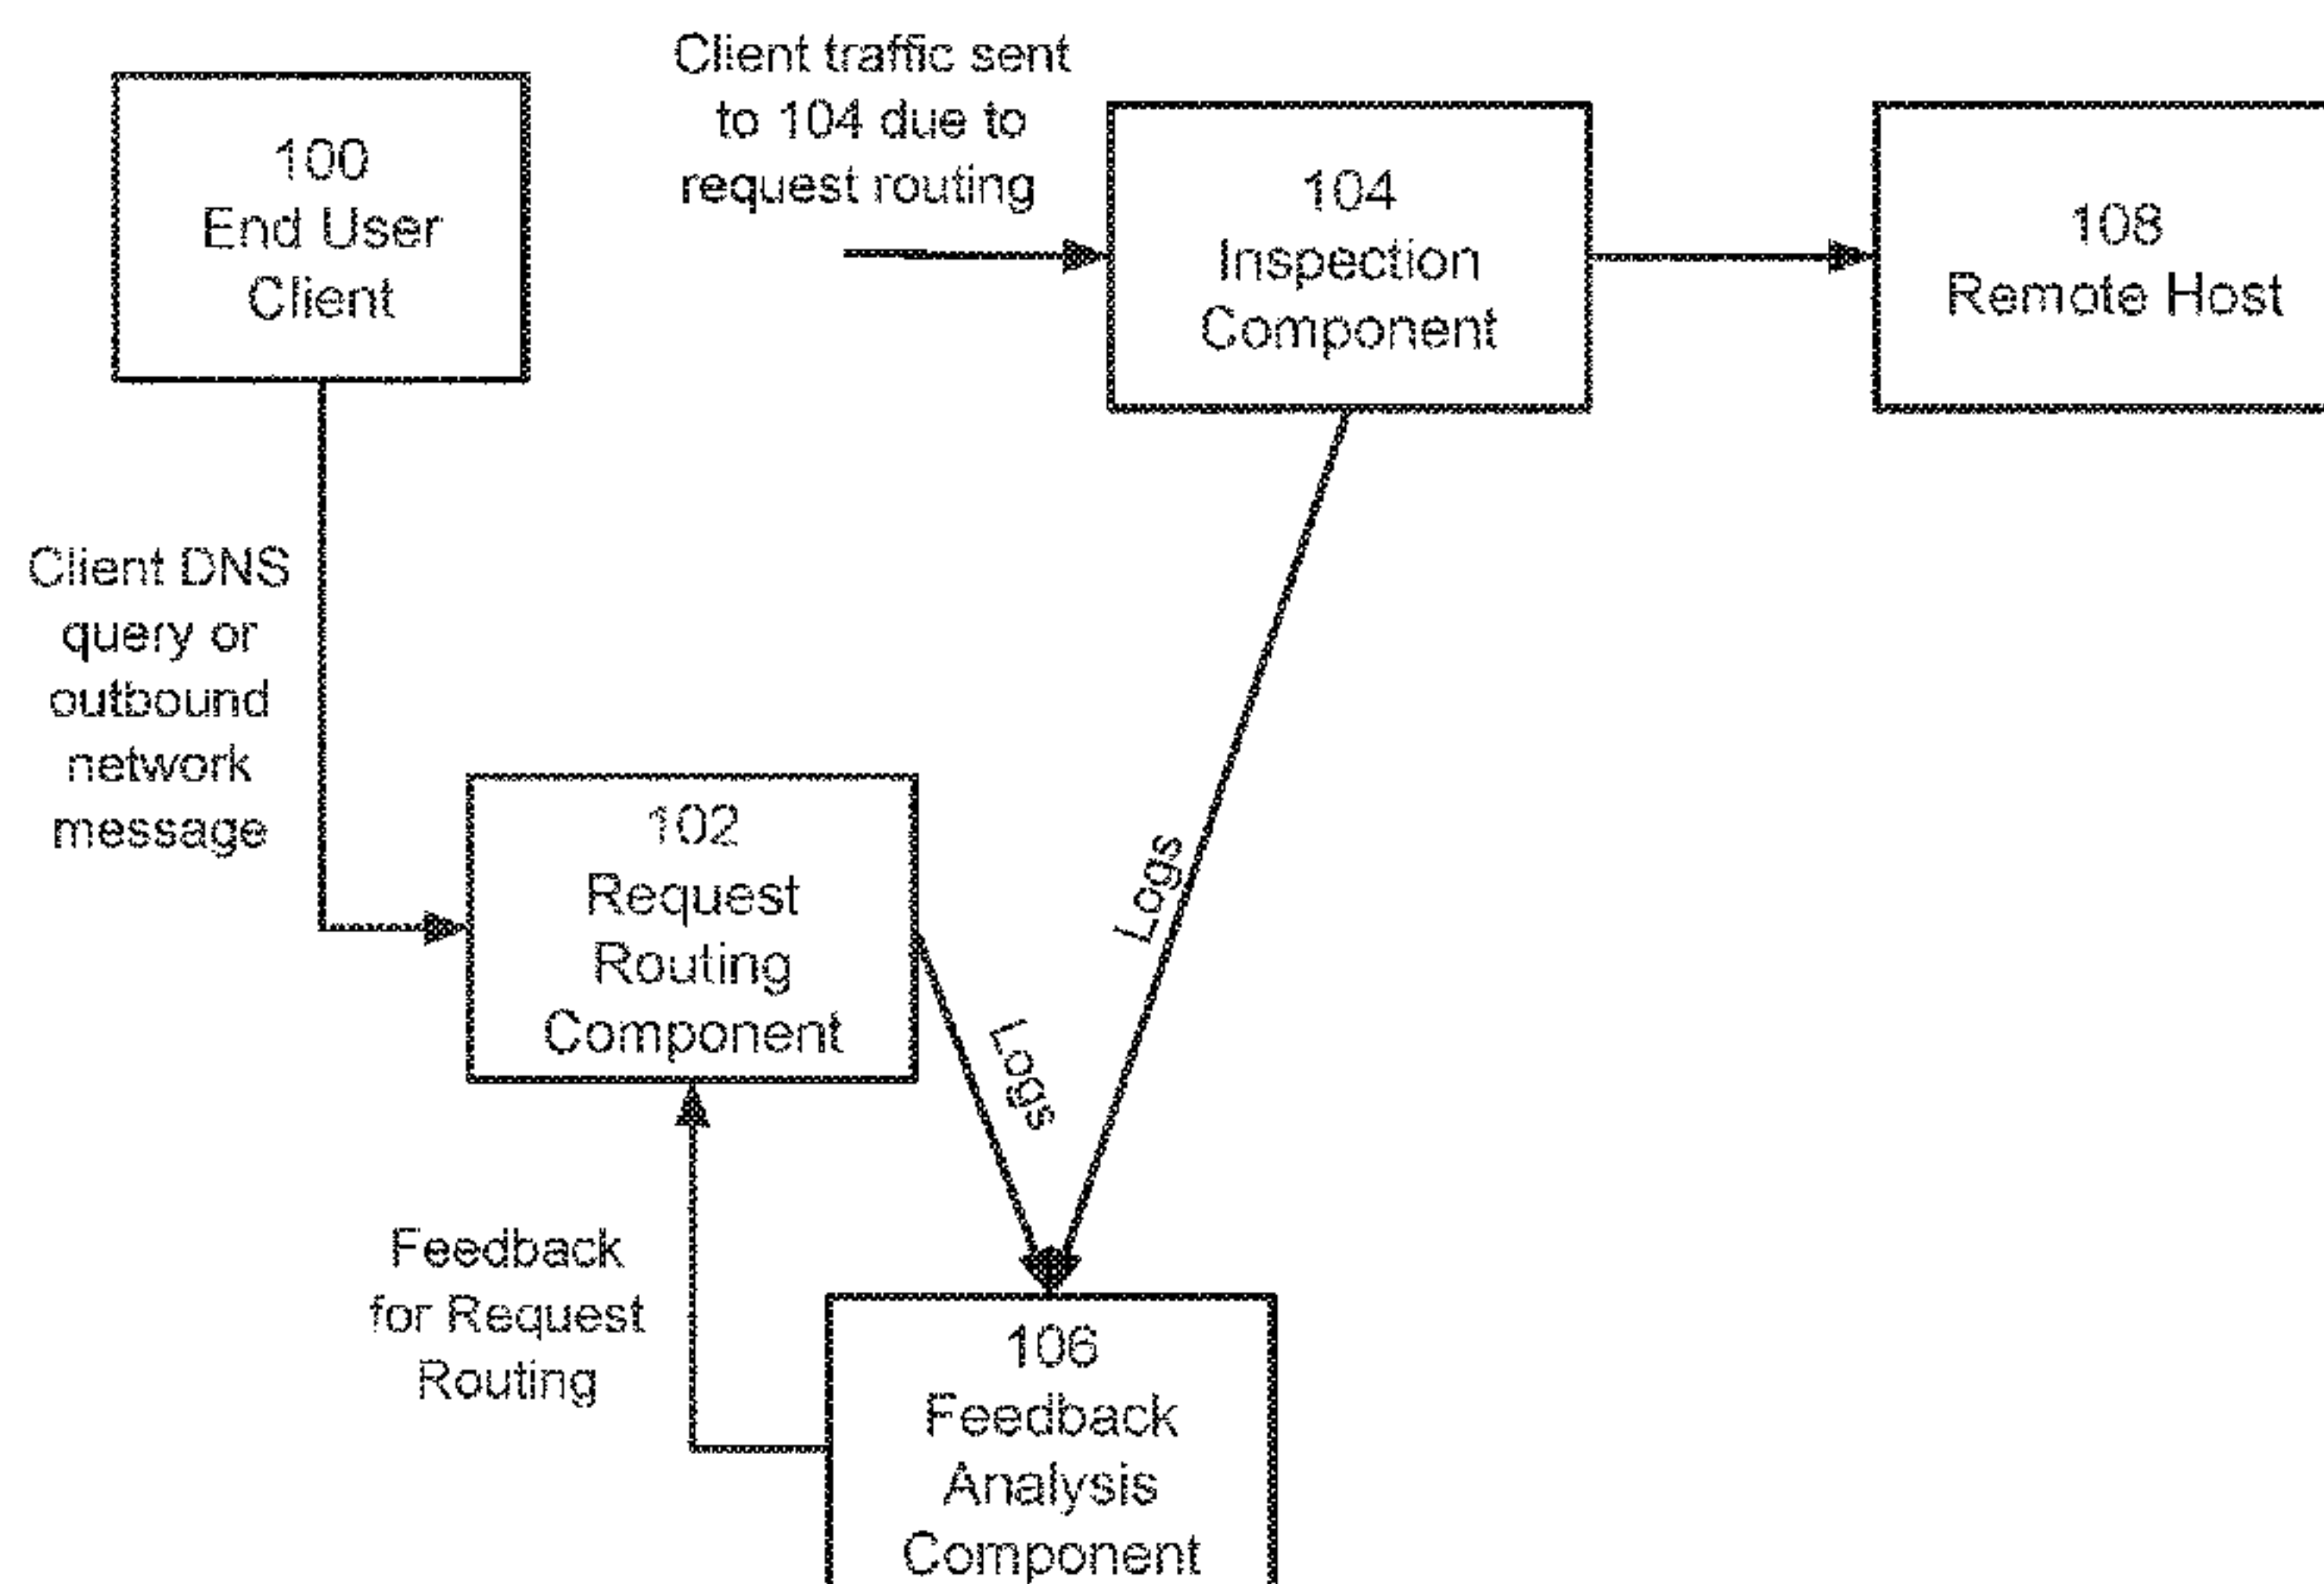 100
End User
Client
Client traffic sent
to 104 due to
request routing
104
Inspection
Component
108
Remote Host
Client DNS
query or
outbound
network
message
102
Request
Routing
Component
Logs
Logs
Feedback
for Request
Routing
106
Feedback
Analysis
Component